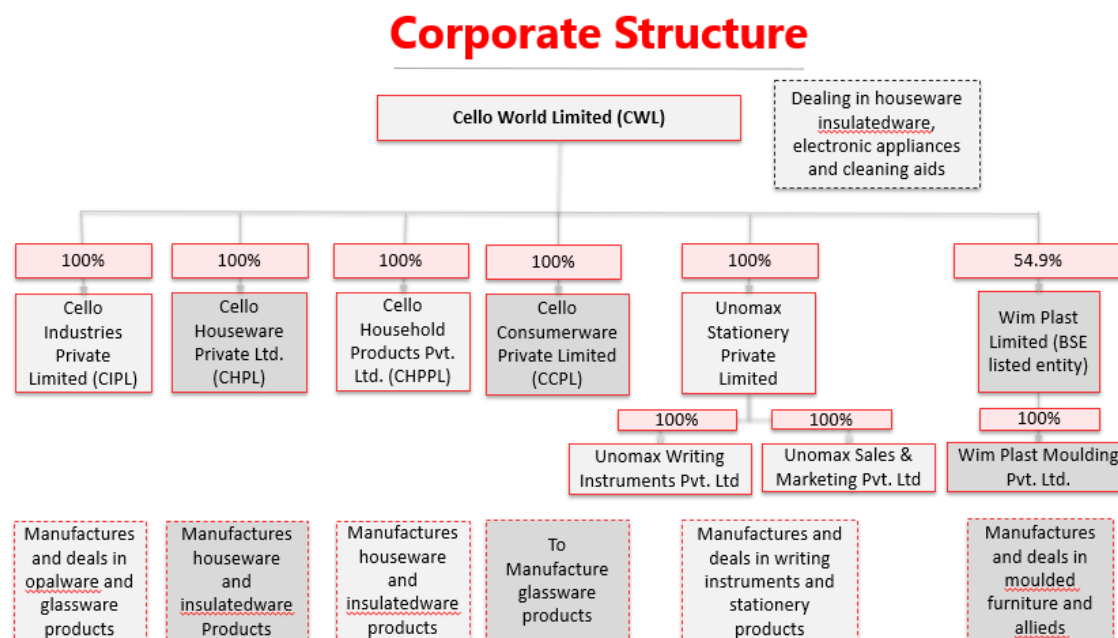 Corporate Structure
Cello World Limited (CWL)
Dealing in houseware
insulatedware,
electronic appliances
and cleaning aids
100%
100%
100%
100%
100%
54.9%
Cello
Industries
Private
Limited (CIPL)
Cello
Houseware
Private Ltd.
(CHPL)
Cello
Household
Products Pvt.
Ltd. (CHPPL)
Cello
Consumerware
Private Limited
(CCPL)
Unomax
Stationery
Private
Limited
Wim Plast
Limited (BSE
listed entity)
100%
100%
100%
Unomax Writing
Instruments Pvt. Ltd
Unomax Sales &
Marketing Pvt. Ltd
Wim Plast Moulding
Pvt. Ltd.
Manufactures
and deals in
opalware and
glassware
products
Manufactures
houseware
and
insulatedware
Products
Manufactures
houseware
and
insulatedware
products
To
Manufacture
glassware
products
Manufactures and
deals in writing
instruments and
stationery
products
Manufactures
and deals in
moulded
furniture and
allieds